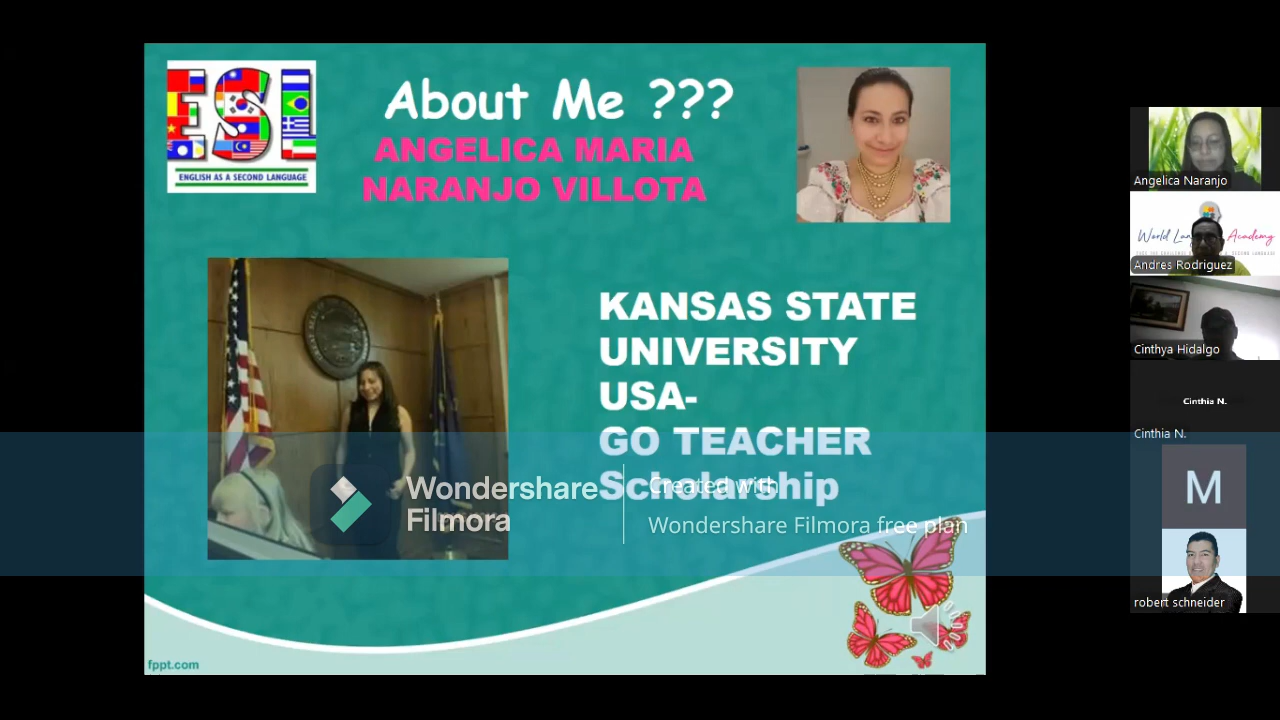 ESL
ENGLISH AS A SECOND LANGUAGE
About Me ???
ANGELICA MARIA
NARANJO VILLOTA
KANSAS STATE
UNIVERSITY
USA-
GO TEACHER
Scholarship
Wondershare
Filmora
Created with
Wondershare Filmora free plan
fppt.com
Angelica Naranjo
World Academy
Andres Rodriguez
Cinthya Hidalgo
Cinthia N.
Cinthia N.
M
robert schneider